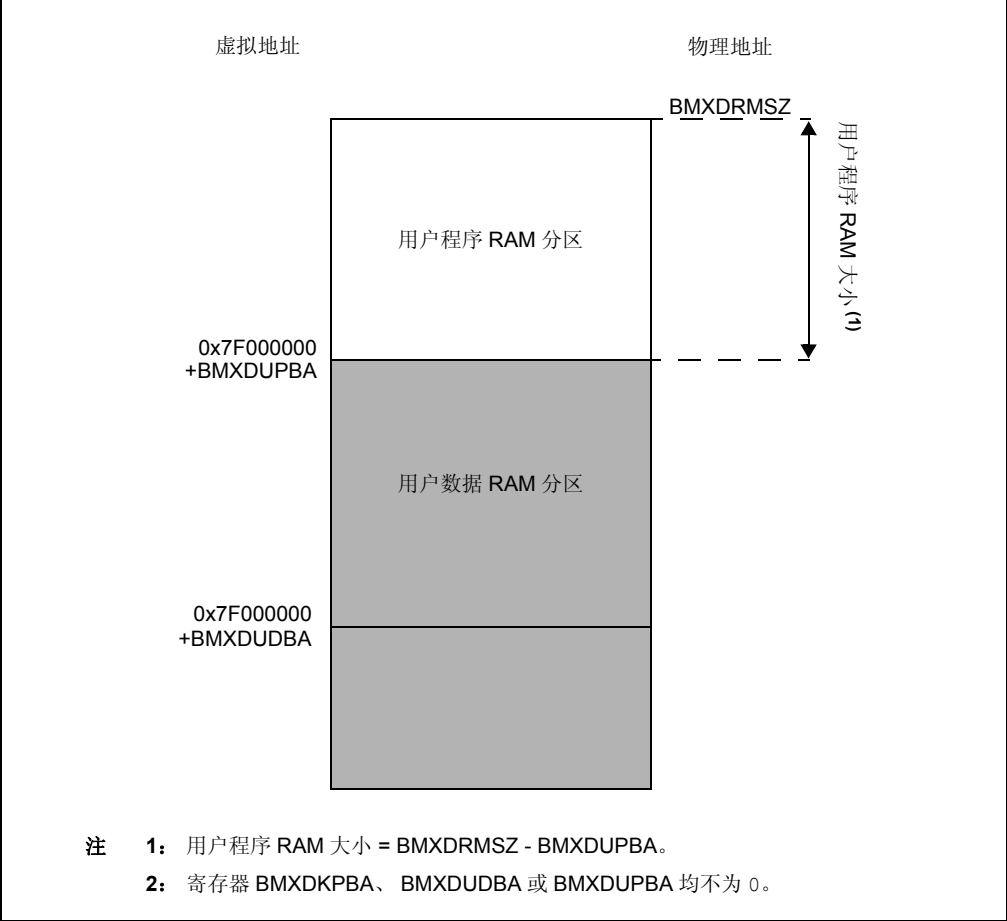 虚拟地址
物理地址
BMXDRMSZ
用户程序 RAM 大小(1)
用户程序 RAM 分区
0x7F000000
+BMXDUPBA
用户数据 RAM 分区
0x7F000000
+BMXDUDBA
注 1： 用户程序 RAM 大小 = BMXDRMSZ - BMXDUPBA。
2： 寄存器 BMXDKPBA、 BMXDUDBA 或 BMXDUPBA 均不为 0。